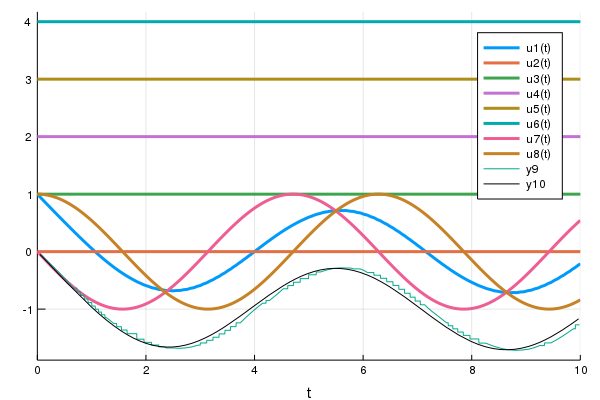 4
3
2
1
0
-1
0 2 4 6 8 10
t
u1(t)
u2(t)
u3(t)
u4(t)
u5(t)
u6(t)
u7(t)
u8(t)
y9
y10